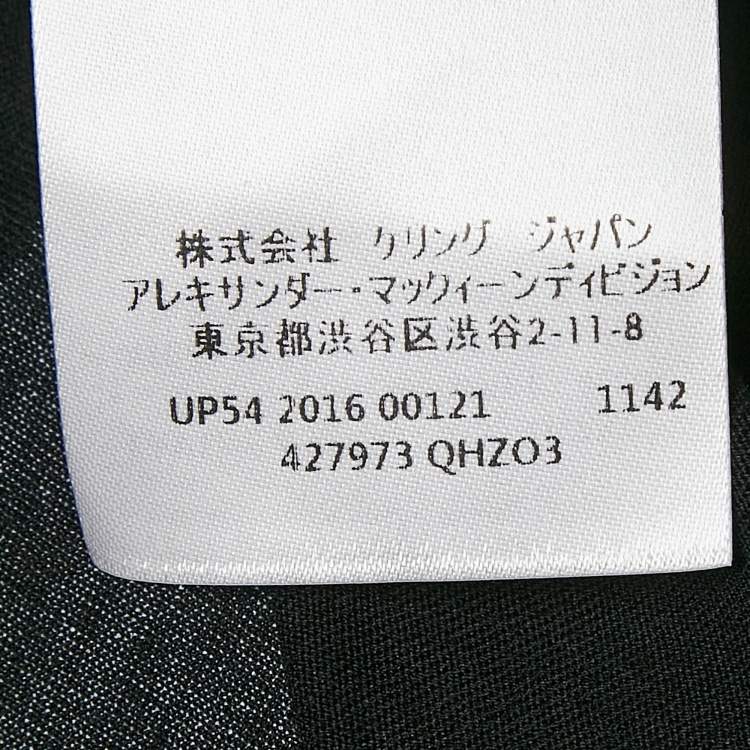 株式会社 ケリング ジャパン
アレキサンダー・マックィーンディビジョン
東京都渋谷区渋谷2-11-8
UP54 2016 00121 1142
427973 QHZO3